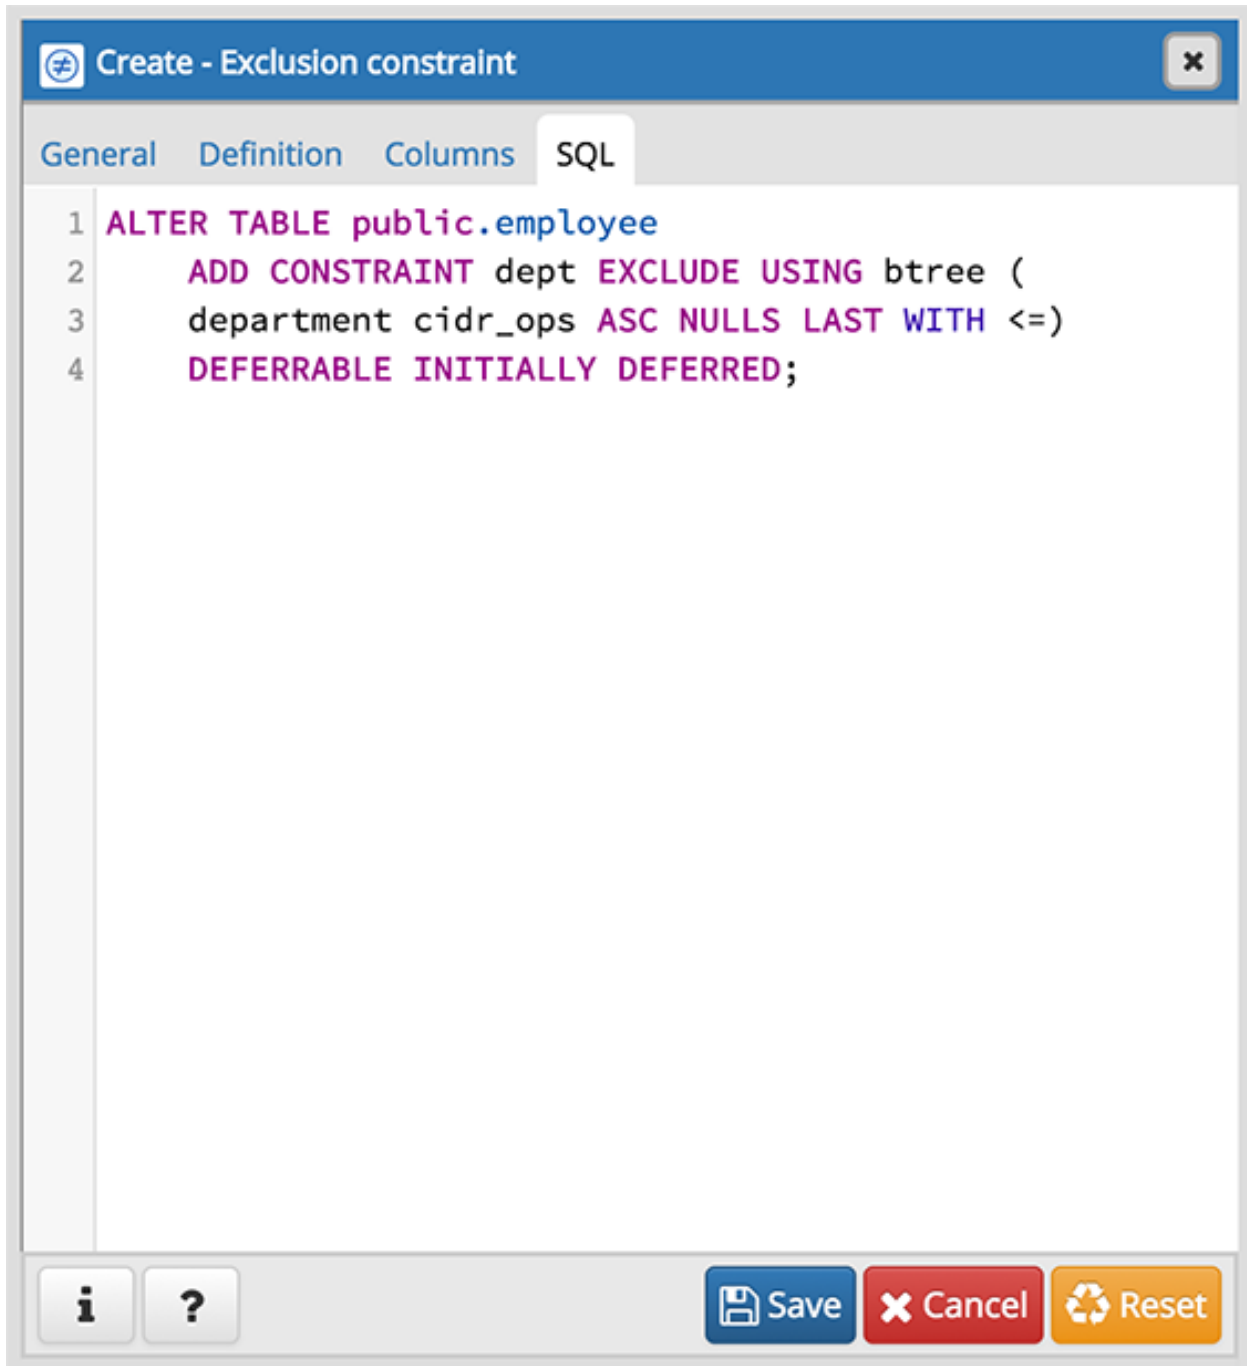 Create - Exclusion constraint
General Definition Columns SQL
1 ALTER TABLE public.employee
2 ADD CONSTRAINT dept EXCLUDE USING btree (
3 department cidr_ops ASC NULLS LAST WITH <=)
4 DEFERRABLE INITIALLY DEFERRED;
i ? Save Cancel Reset